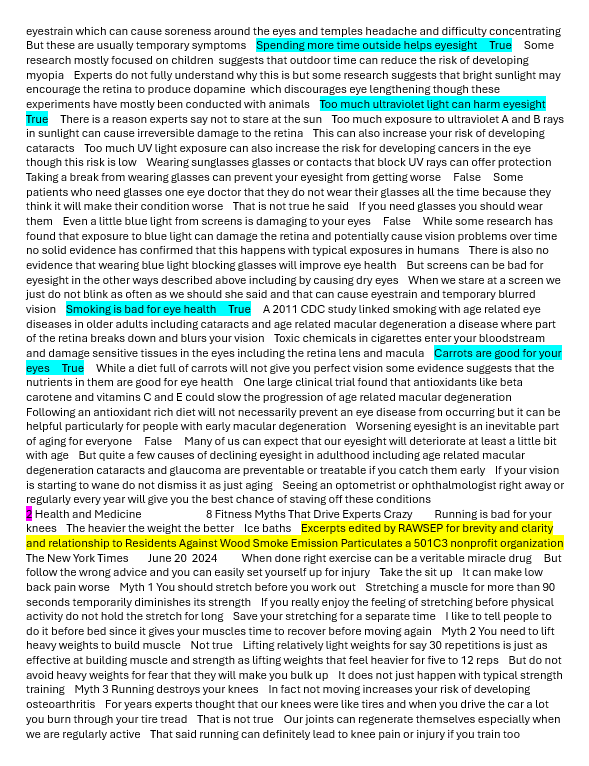 eyestrain which can cause soreness around the eyes and temples headache and difficulty concentrating
But these are usually temporary symptoms Spending more time outside helps eyesight True Some
research mostly focused on children suggests that outdoor time can reduce the risk of developing
myopia Experts do not fully understand why this is but some research suggests that bright sunlight may
encourage the retina to produce dopamine which discourages eye lengthening though these
experiments have mostly been conducted with animals Too much ultraviolet light can harm eyesight
True There is a reason experts say not to stare at the sun Too much exposure to ultraviolet A and B rays
in sunlight can cause irreversible damage to the retina This can also increase your risk of developing
cataracts Too much UV light exposure can also increase the risk for developing cancers in the eye
though this risk is low Wearing sunglasses glasses or contacts that block UV rays can offer protection
Taking a break from wearing glasses can prevent your eyesight from getting worse False Some
patients who need glasses one eye doctor that they do not wear their glasses all the time because they
think it will make their condition worse That is not true he said If you need glasses you should wear
them Even a little blue light from screens is damaging to your eyes False While some research has
found that exposure to blue light can damage the retina and potentially cause vision problems over time
no solid evidence has confirmed that this happens with typical exposures in humans There is also no
evidence that wearing blue light blocking glasses will improve eye health But screens can be bad for
eyesight in the other ways described above including by causing dry eyes When we stare at a screen we
just do not blink as often as we should she said and that can cause eyestrain and temporary blurred
vision Smoking is bad for eye health True A 2011 CDC study linked smoking with age related eye
diseases in older adults including cataracts and age related macular degeneration a disease where part
of the retina breaks down and blurs your vision Toxic chemicals in cigarettes enter your bloodstream
and damage sensitive tissues in the eyes including the retina lens and macula Carrots are good for your
eyes True While a diet full of carrots will not give you perfect vision some evidence suggests that the
nutrients in them are good for eye health One large clinical trial found that antioxidants like beta
carotene and vitamins C and E could slow the progression of age related macular degeneration
Following an antioxidant rich diet will not necessarily prevent an eye disease from occurring but it can be
helpful particularly for people with early macular degeneration Worsening eyesight is an inevitable part
of aging for everyone False Many of us can expect that our eyesight will deteriorate at least a little bit
with age But quite a few causes of declining eyesight in adulthood including age related macular
degeneration cataracts and glaucoma are preventable or treatable if you catch them early If your vision
is starting to wane do not dismiss it as just aging Seeing an optometrist or ophthalmologist right away or
regularly every year will give you the best chance of staving off these conditions
2 Health and Medicine 8 Fitness Myths That Drive Experts Crazy Running is bad for your
knees The heavier the weight the better Ice baths Excerpts edited by RAWSEP for brevity and clarity
and relationship to Residents Against Wood Smoke Emission Particulates a 501C3 nonprofit organization
The New York Times June 20 2024 When done right exercise can be a veritable miracle drug But
follow the wrong advice and you can easily set yourself up for injury Take the sit up It can make low
back pain worse Myth 1 You should stretch before you work out Stretching a muscle for more than 90
seconds temporarily diminishes its strength If you really enjoy the feeling of stretching before physical
activity do not hold the stretch for long Save your stretching for a separate time I like to tell people to
do it before bed since it gives your muscles time to recover before moving again Myth 2 You need to lift
heavy weights to build muscle Not true Lifting relatively light weights for say 30 repetitions is just as
effective at building muscle and strength as lifting weights that feel heavier for five to 12 reps But do not
avoid heavy weights for fear that they will make you bulk up It does not just happen with typical strength
training Myth 3 Running destroys your knees In fact not moving increases your risk of developing
osteoarthritis For years experts thought that our knees were like tires and when you drive the car a lot
you burn through your tire tread That is not true Our joints can regenerate themselves especially when
we are regularly active That said running can definitely lead to knee pain or injury if you train too